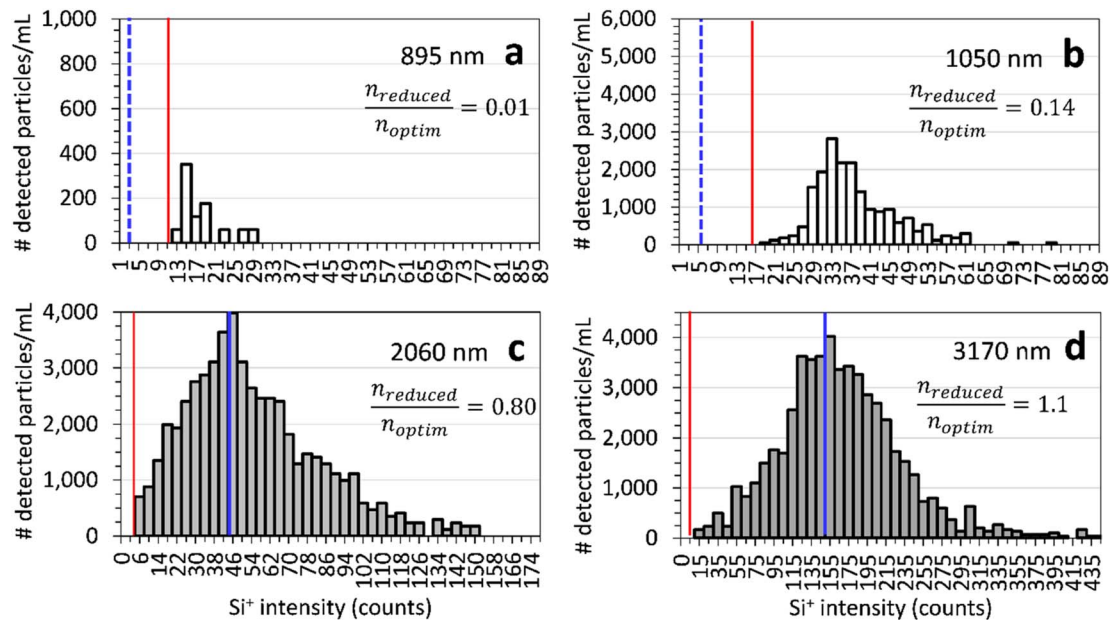 # detected particles/mL
1,000
800
600
400
200
0
895 nm a
n_reduced / n_optim = 0.01
1 5 9 13 17 21 25 29 33 37 41 45 49 53 57 61 65 69 73 77 81 85 89
# detected particles/mL
6,000
5,000
4,000
3,000
2,000
1,000
0
1050 nm b
n_reduced / n_optim = 0.14
1 5 9 13 17 21 25 29 33 37 41 45 49 53 57 61 65 69 73 77 81 85 89
# detected particles/mL
4,000
3,000
2,000
1,000
0
2060 nm c
n_reduced / n_optim = 0.80
0 6 14 22 30 38 46 54 62 70 78 86 94 102 110 118 126 134 142 150 158 166 174
Si⁺ intensity (counts)
# detected particles/mL
4,000
3,000
2,000
1,000
0
3170 nm d
n_reduced / n_optim = 1.1
0 15 35 55 75 95 115 135 155 175 195 215 235 255 275 295 315 335 355 375 395 415 435
Si⁺ intensity (counts)